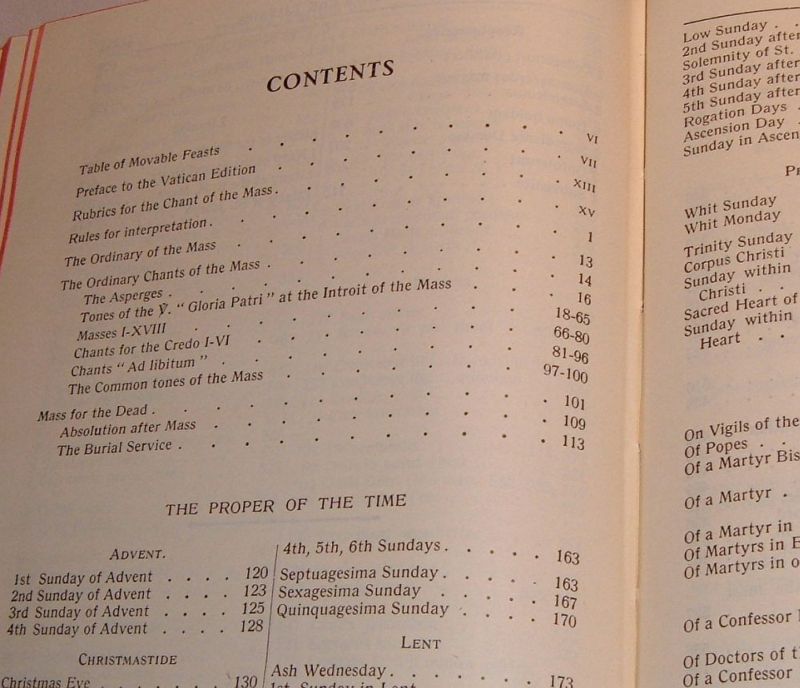 CONTENTS
Table of Movable Feasts . . . . . . . . . VI
Preface to the Vatican Edition . . . . . . . . VII
Rubrics for the Chant of the Mass . . . . . . . . XIII
Rules for interpretation . . . . . . . . . . XV
The Ordinary of the Mass . . . . . . . . . 1
The Ordinary Chants of the Mass . . . . . . . . 13
The Asperges . . . . . . . . . . . 14
Tones of the ℣. "Gloria Patri" at the Introit of the Mass . . . 16
Masses I-XVIII . . . . . . . . . . 18-65
Chants for the Credo I-VI . . . . . . . . 66-80
Chants "Ad libitum" . . . . . . . . . 81-96
The Common tones of the Mass . . . . . . . 97-100
Mass for the Dead . . . . . . . . . . . . 101
Absolution after Mass . . . . . . . . . . 109
The Burial Service . . . . . . . . . . . 113
THE PROPER OF THE TIME
ADVENT.
1st Sunday of Advent . . . . 120
2nd Sunday of Advent . . . . 123
3rd Sunday of Advent . . . . 125
4th Sunday of Advent . . . . 128
CHRISTMASTIDE
Christmas Eve . . . . . . 130
4th, 5th, 6th Sundays . . . . . 163
Septuagesima Sunday . . . . . 163
Sexagesima Sunday . . . . 167
Quinquagesima Sunday . . . . 170
LENT
Ash Wednesday . . . . . . 173
1st Sunday in Lent
Low Sunday . .
2nd Sunday after
Solemnity of St.
3rd Sunday after
4th Sunday after
5th Sunday after
Rogation Days .
Ascension Day .
Sunday in Ascen
Whit Sunday
Whit Monday
Trinity Sunday
Corpus Christi
Sunday within
Christi . .
Sacred Heart of
Sunday within
Heart . .
On Vigils of the
Of Popes . .
Of a Martyr Bis
Of a Martyr .
Of a Martyr in
Of Martyrs in E
Of Martyrs in o
Of a Confessor
Of Doctors of t
Of a Confessor